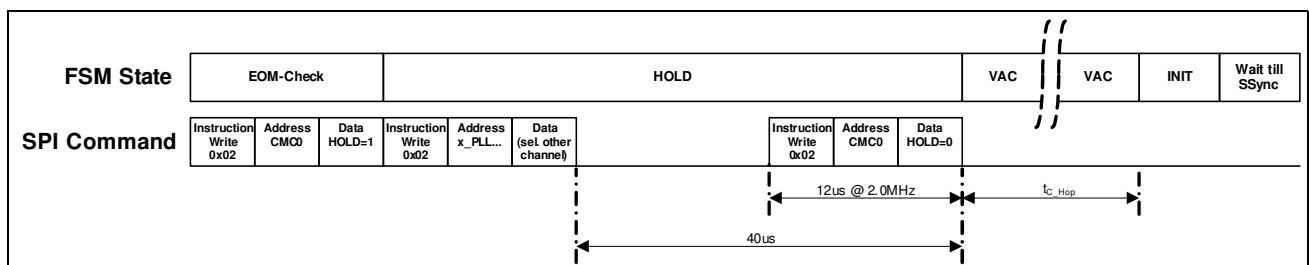 FSM State
EOM-Check
HOLD
VAC
VAC
INIT
Wait till
SSync
SPI Command
Instruction
Write
0x02
Address
CMC0
Data
HOLD=1
Instruction
Write
0x02
Address
x_PLL...
Data
(sel. other
channel)
Instruction
Write
0x02
Address
CMC0
Data
HOLD=0
12us @ 2.0MHz
tC_Hop
40us